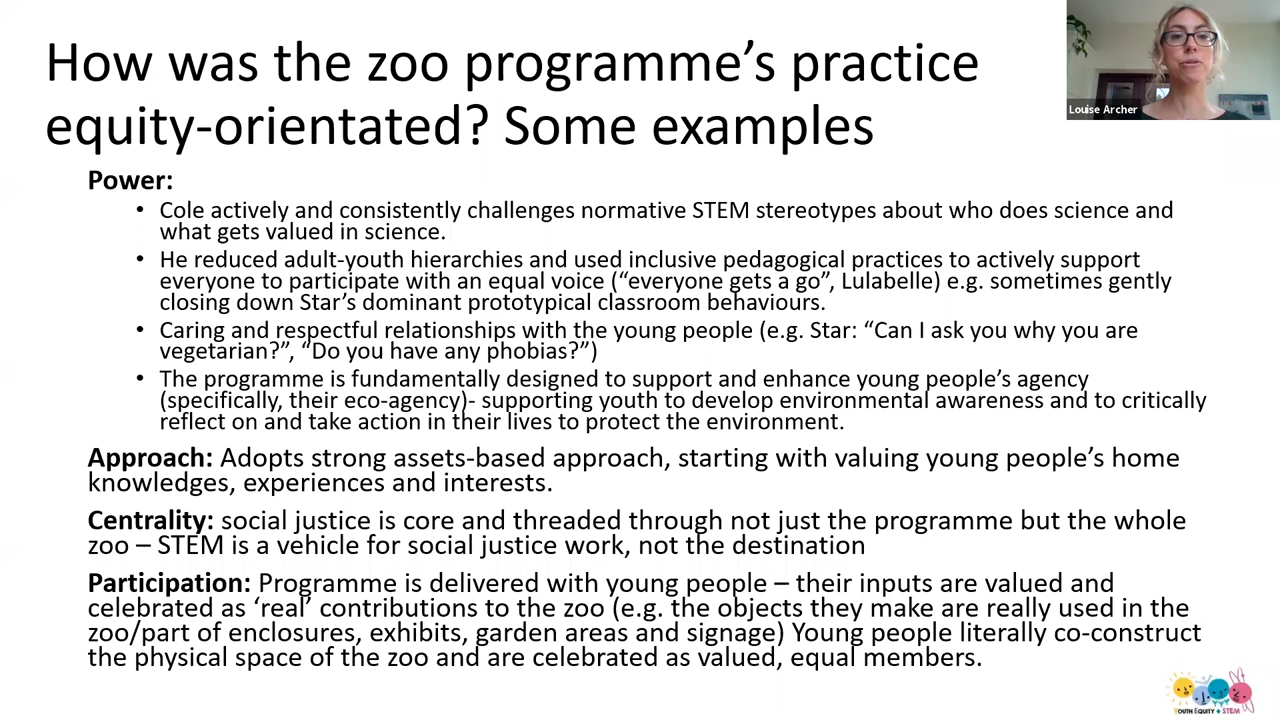 How was the zoo programme’s practice
equity-orientated? Some examples
Louise Archer
Power:
• Cole actively and consistently challenges normative STEM stereotypes about who does science and
what gets valued in science.
• He reduced adult-youth hierarchies and used inclusive pedagogical practices to actively support
everyone to participate with an equal voice (“everyone gets a go”, Lulabelle) e.g. sometimes gently
closing down Star’s dominant prototypical classroom behaviours.
• Caring and respectful relationships with the young people (e.g. Star: “Can I ask you why you are
vegetarian?”, “Do you have any phobias?”)
• The programme is fundamentally designed to support and enhance young people’s agency
(specifically, their eco-agency)- supporting youth to develop environmental awareness and to critically
reflect on and take action in their lives to protect the environment.
Approach: Adopts strong assets-based approach, starting with valuing young people’s home
knowledges, experiences and interests.
Centrality: social justice is core and threaded through not just the programme but the whole
zoo – STEM is a vehicle for social justice work, not the destination
Participation: Programme is delivered with young people – their inputs are valued and
celebrated as ‘real’ contributions to the zoo (e.g. the objects they make are really used in the
zoo/part of enclosures, exhibits, garden areas and signage) Young people literally co-construct
the physical space of the zoo and are celebrated as valued, equal members.
YOUTH EQUITY + STEM